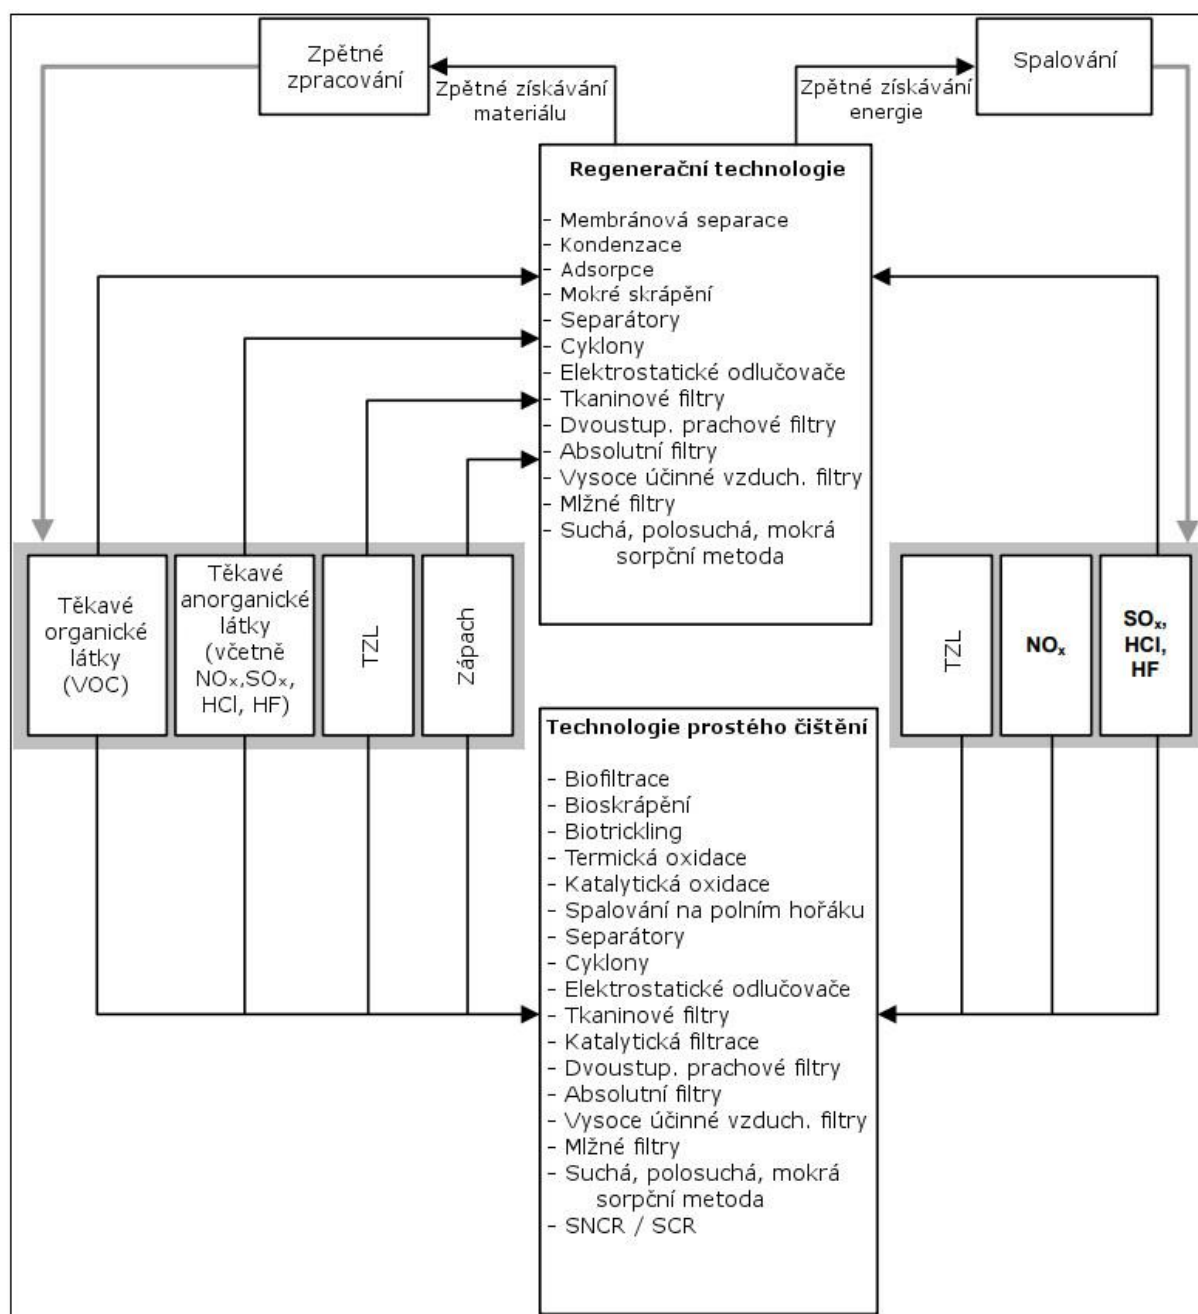 Zpětné
zpracování
Zpětné získávání
materiálu
Zpětné získávání
energie
Spalování
Regenerační technologie
- Membránová separace
- Kondenzace
- Adsorpce
- Mokré skrápění
- Separátory
- Cyklony
- Elektrostatické odlučovače
- Tkaninové filtry
- Dvoustup. prachové filtry
- Absolutní filtry
- Vysoce účinné vzduch. filtry
- Mlžné filtry
- Suchá, polosuchá, mokrá
sorpční metoda
Těkavé
organické
látky
(VOC)
Těkavé
anorganické
látky
(včetně
NOₓ,SOₓ,
HCl, HF)
TZL
Zápach
TZL
NOₓ
SOₓ,
HCl,
HF
Technologie prostého čištění
- Biofiltrace
- Bioskrápění
- Biotrickling
- Termická oxidace
- Katalytická oxidace
- Spalování na polním hořáku
- Separátory
- Cyklony
- Elektrostatické odlučovače
- Tkaninové filtry
- Katalytická filtrace
- Dvoustup. prachové filtry
- Absolutní filtry
- Vysoce účinné vzduch. filtry
- Mlžné filtry
- Suchá, polosuchá, mokrá
sorpční metoda
- SNCR / SCR